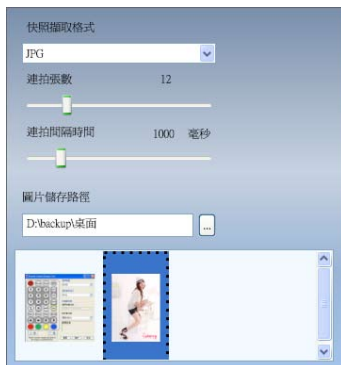 快照擷取格式
JPG
連拍張數 12
連拍間隔時間 1000 毫秒
圖片儲存路徑
D:\backup\桌面
...